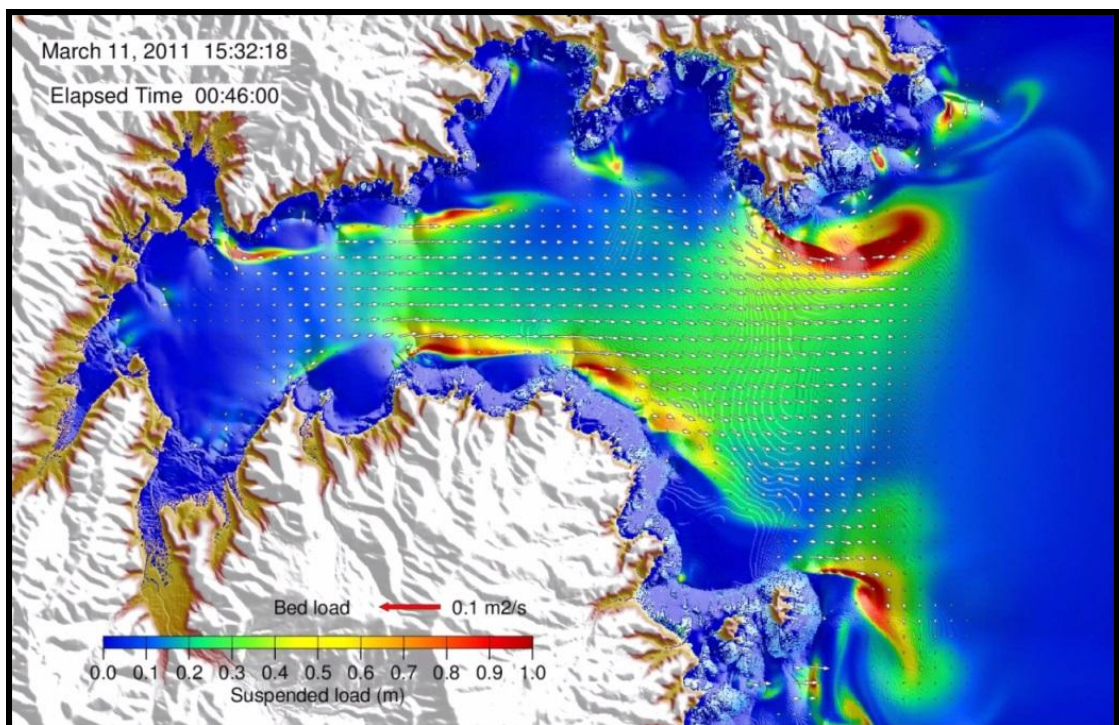 March 11, 2011 15:32:18
Elapsed Time 00:46:00
Bed load 0.1 m2/s
0.0 0.1 0.2 0.3 0.4 0.5 0.6 0.7 0.8 0.9 1.0
Suspended load (m)